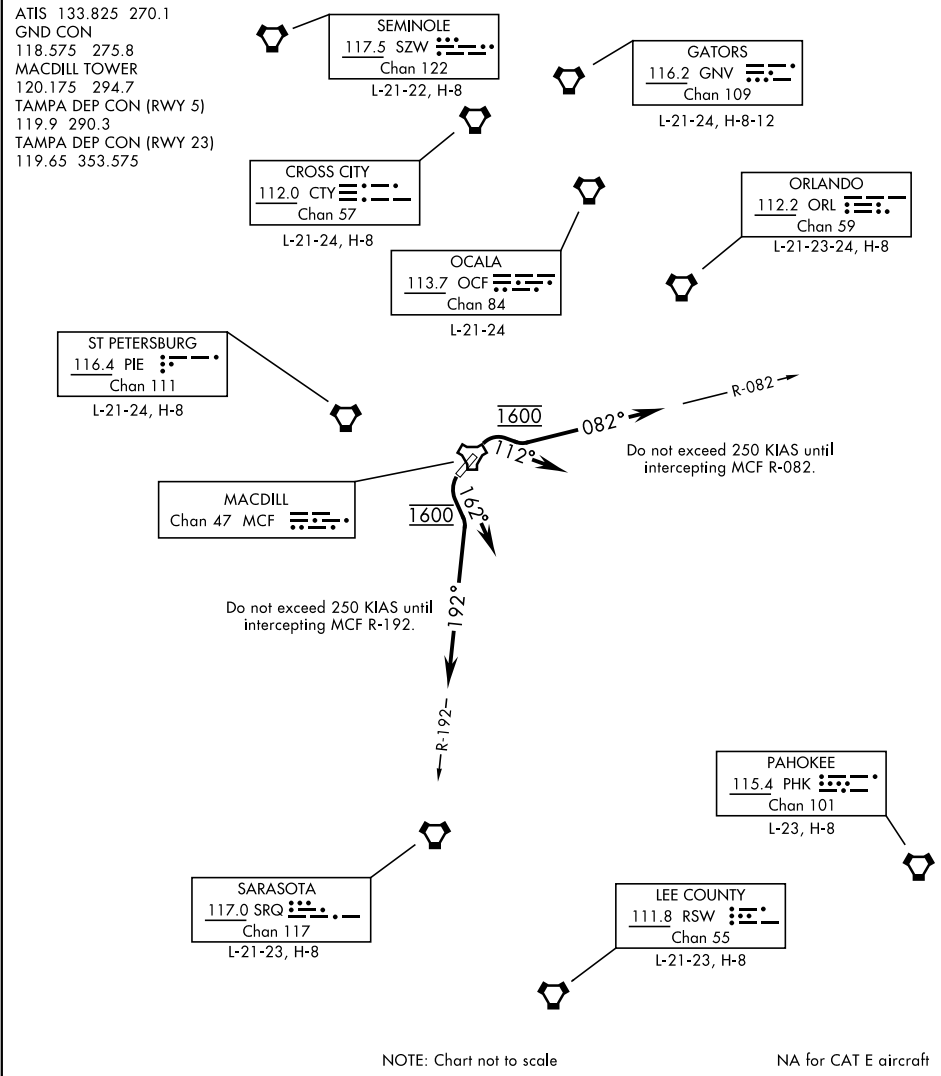 ATIS 133.825 270.1
GND CON
118.575 275.8
MACDILL TOWER
120.175 294.7
TAMPA DEP CON (RWY 5)
119.9 290.3
TAMPA DEP CON (RWY 23)
119.65 353.575
SEMINOLE
117.5 SZW
Chan 122
L-21-22, H-8
GATORS
116.2 GNV
Chan 109
L-21-24, H-8-12
CROSS CITY
112.0 CTY
Chan 57
L-21-24, H-8
ORLANDO
112.2 ORL
Chan 59
L-21-23-24, H-8
OCALA
113.7 OCF
Chan 84
L-21-24
ST PETERSBURG
116.4 PIE
Chan 111
L-21-24, H-8
1600
082°
R-082
112°
Do not exceed 250 KIAS until
intercepting MCF R-082.
MACDILL
Chan 47 MCF
1600
162°
Do not exceed 250 KIAS until
intercepting MCF R-192.
192°
R-192
PAHOKEE
115.4 PHK
Chan 101
L-23, H-8
SARASOTA
117.0 SRQ
Chan 117
L-21-23, H-8
LEE COUNTY
111.8 RSW
Chan 55
L-21-23, H-8
NOTE: Chart not to scale
NA for CAT E aircraft